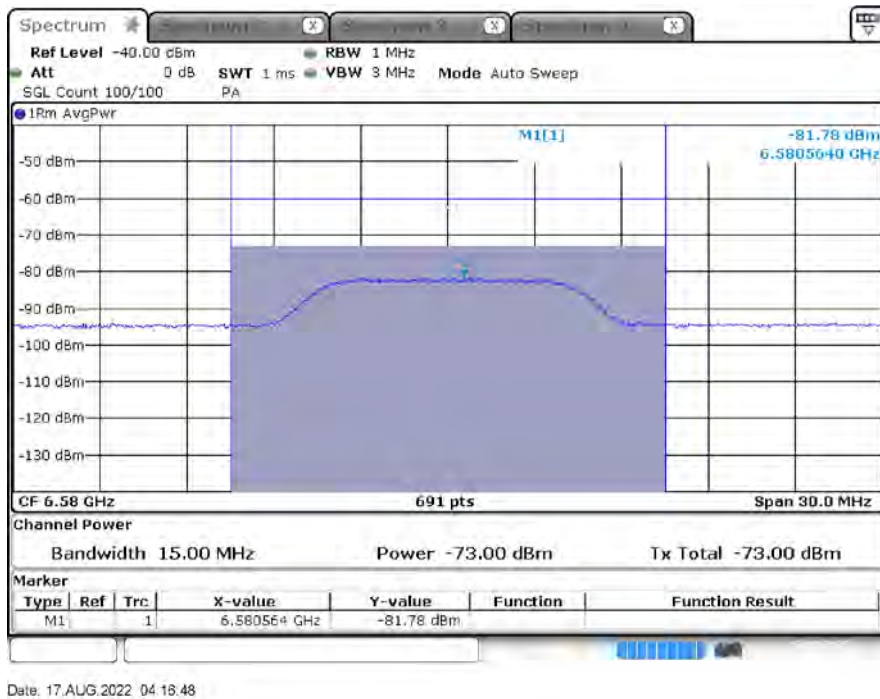 Spectrum
X
X
X
Ref Level -40.00 dBm
RBW 1 MHz
Att 0 dB SWT 1 ms VBW 3 MHz Mode Auto Sweep
SGL Count 100/100 PA
1Rm AvgPwr
M1[1] -81.78 dBm
6.5805640 GHz
-50 dBm
-60 dBm
-70 dBm
-80 dBm
-90 dBm
-100 dBm
-110 dBm
-120 dBm
-130 dBm
CF 6.58 GHz 691 pts Span 30.0 MHz
Channel Power
Bandwidth 15.00 MHz Power -73.00 dBm Tx Total -73.00 dBm
Marker
Type Ref Trc X-value Y-value Function Function Result
M1 1 6.580564 GHz -81.78 dBm
Date: 17.AUG.2022 04:16:48